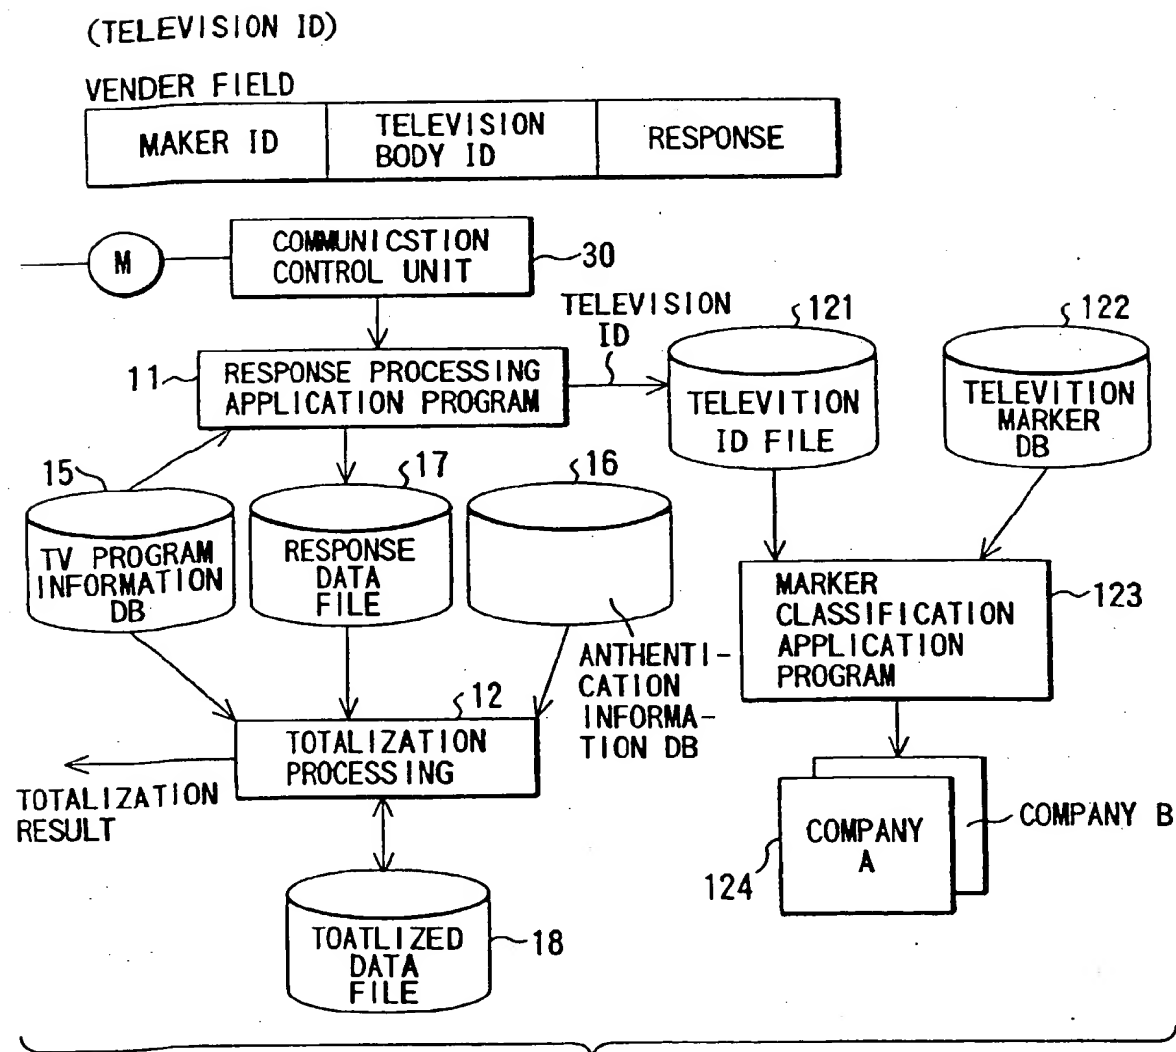 (TELEVISION ID)
VENDER FIELD
MAKER ID
TELEVISION
BODY ID
RESPONSE
M
COMMUNICSTION
CONTROL UNIT
30
TELEVISION
ID
121
122
11
RESPONSE PROCESSING
APPLICATION PROGRAM
TELEVITION
ID FILE
TELEVITION
MARKER
DB
15
17
16
TV PROGRAM
INFORMATION
DB
RESPONSE
DATA
FILE
MARKER
CLASSIFICATION
APPLICATION
PROGRAM
123
ANTHENTI-
CATION
INFORMA-
TION DB
12
TOTALIZATION
PROCESSING
TOTALIZATION
RESULT
COMPANY
A
COMPANY B
124
TOATLIZED
DATA
FILE
18